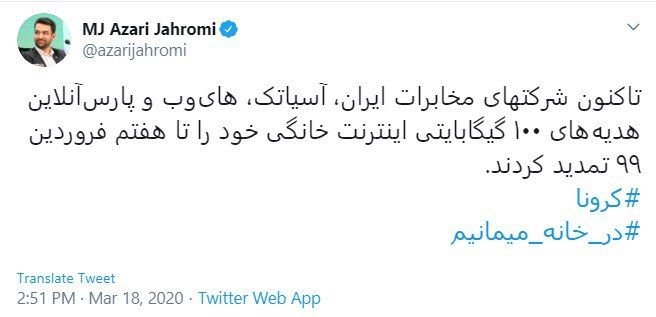 MJ Azari Jahromi
@azarijahromi
تاکنون شرکتهای مخابرات ایران، آسیاتک، های‌وب و پارس‌آنلاین
هدیه‌های ۱۰۰ گیگابایتی اینترنت خانگی خود را تا هفتم فروردین
۹۹ تمدید کردند.
#کرونا
#در_خانه_میمانیم
Translate Tweet
2:51 PM · Mar 18, 2020 · Twitter Web App